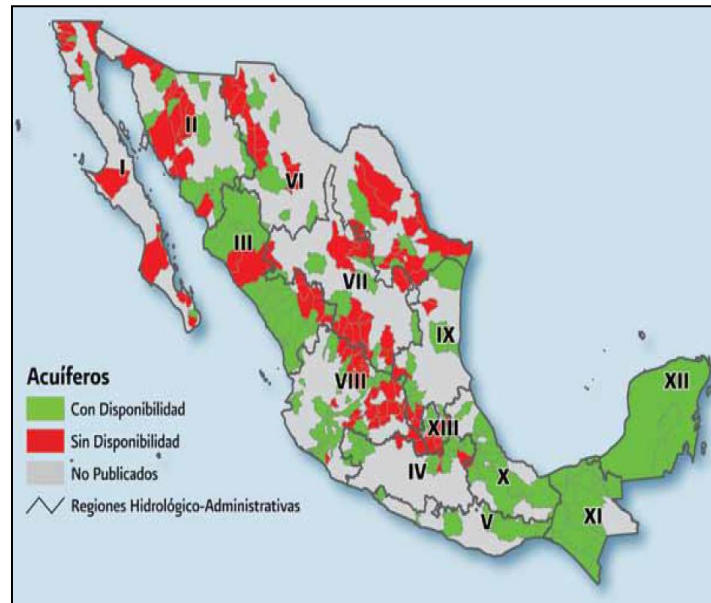 I
II
III
VI
VII
VIII
IX
XIII
IV
V
X
XI
XII
Acuíferos
Con Disponibilidad
Sin Disponibilidad
No Publicados
Regiones Hidrológico-Administrativas